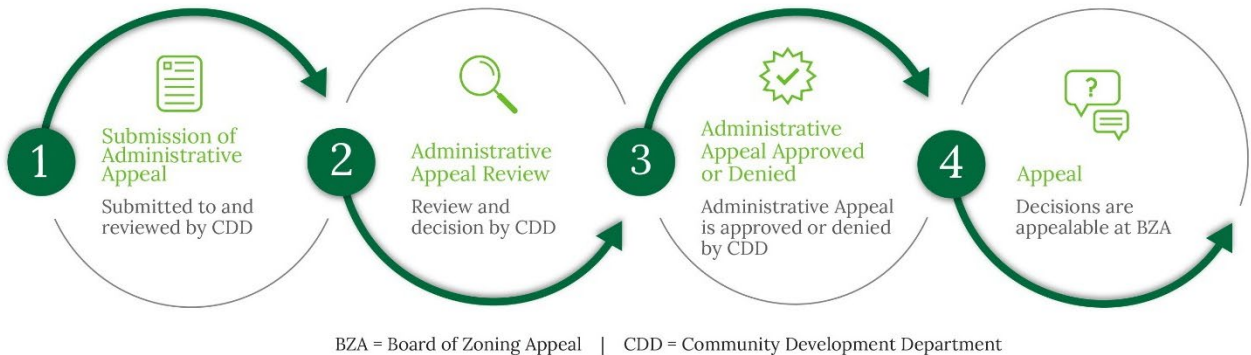 1
Submission of
Administrative
Appeal
Submitted to and
reviewed by CDD
2
Administrative
Appeal Review
Review and
decision by CDD
3
Administrative
Appeal Approved
or Denied
Administrative Appeal
is approved or denied
by CDD
4
?
Appeal
Decisions are
appealable at BZA
BZA = Board of Zoning Appeal | CDD = Community Development Department